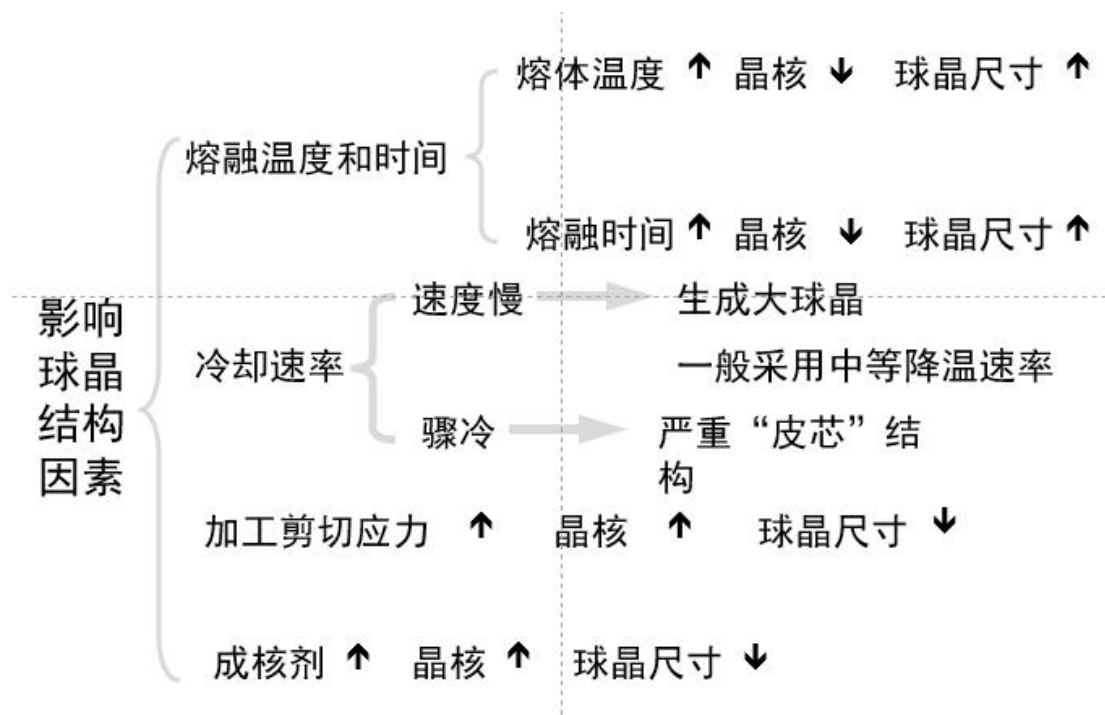 熔体温度 ↑ 晶核 ↓ 球晶尺寸 ↑
熔融温度和时间
熔融时间 ↑ 晶核 ↓ 球晶尺寸 ↑
影响
球晶
结构
因素
速度慢 生成大球晶
冷却速率 一般采用中等降温速率
骤冷 严重“皮芯”结
构
加工剪切应力 ↑ 晶核 ↑ 球晶尺寸 ↓
成核剂 ↑ 晶核 ↑ 球晶尺寸 ↓